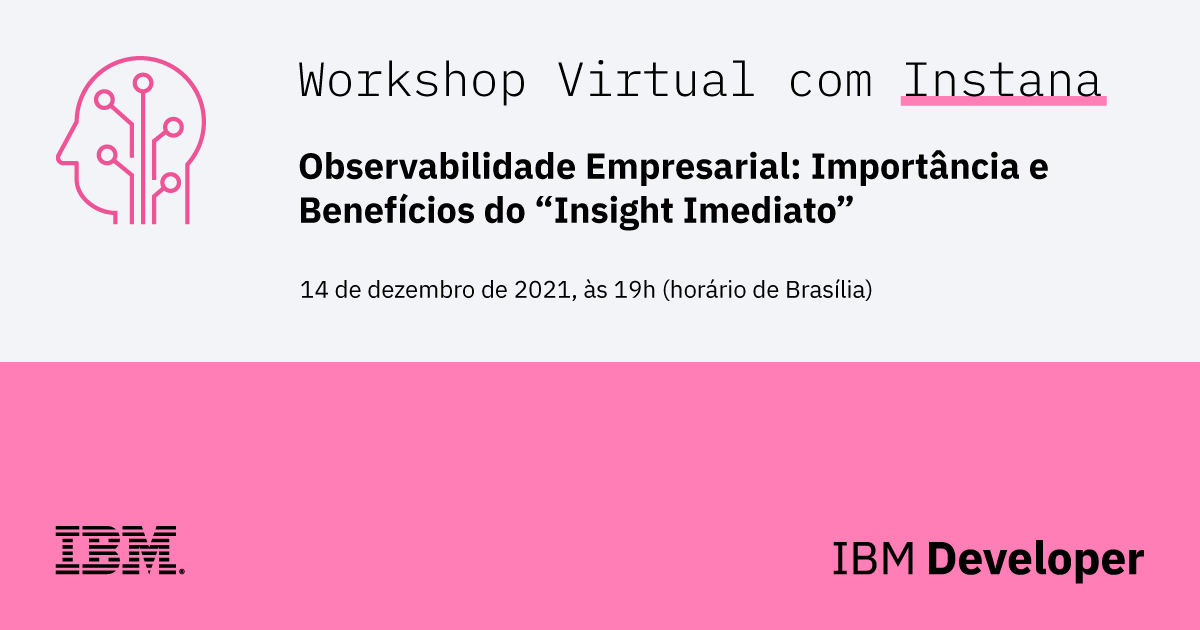 Workshop Virtual com Instana
Observabilidade Empresarial: Importância e
Benefícios do “Insight Imediato”
14 de dezembro de 2021, às 19h (horário de Brasília)
IBM®
IBM Developer